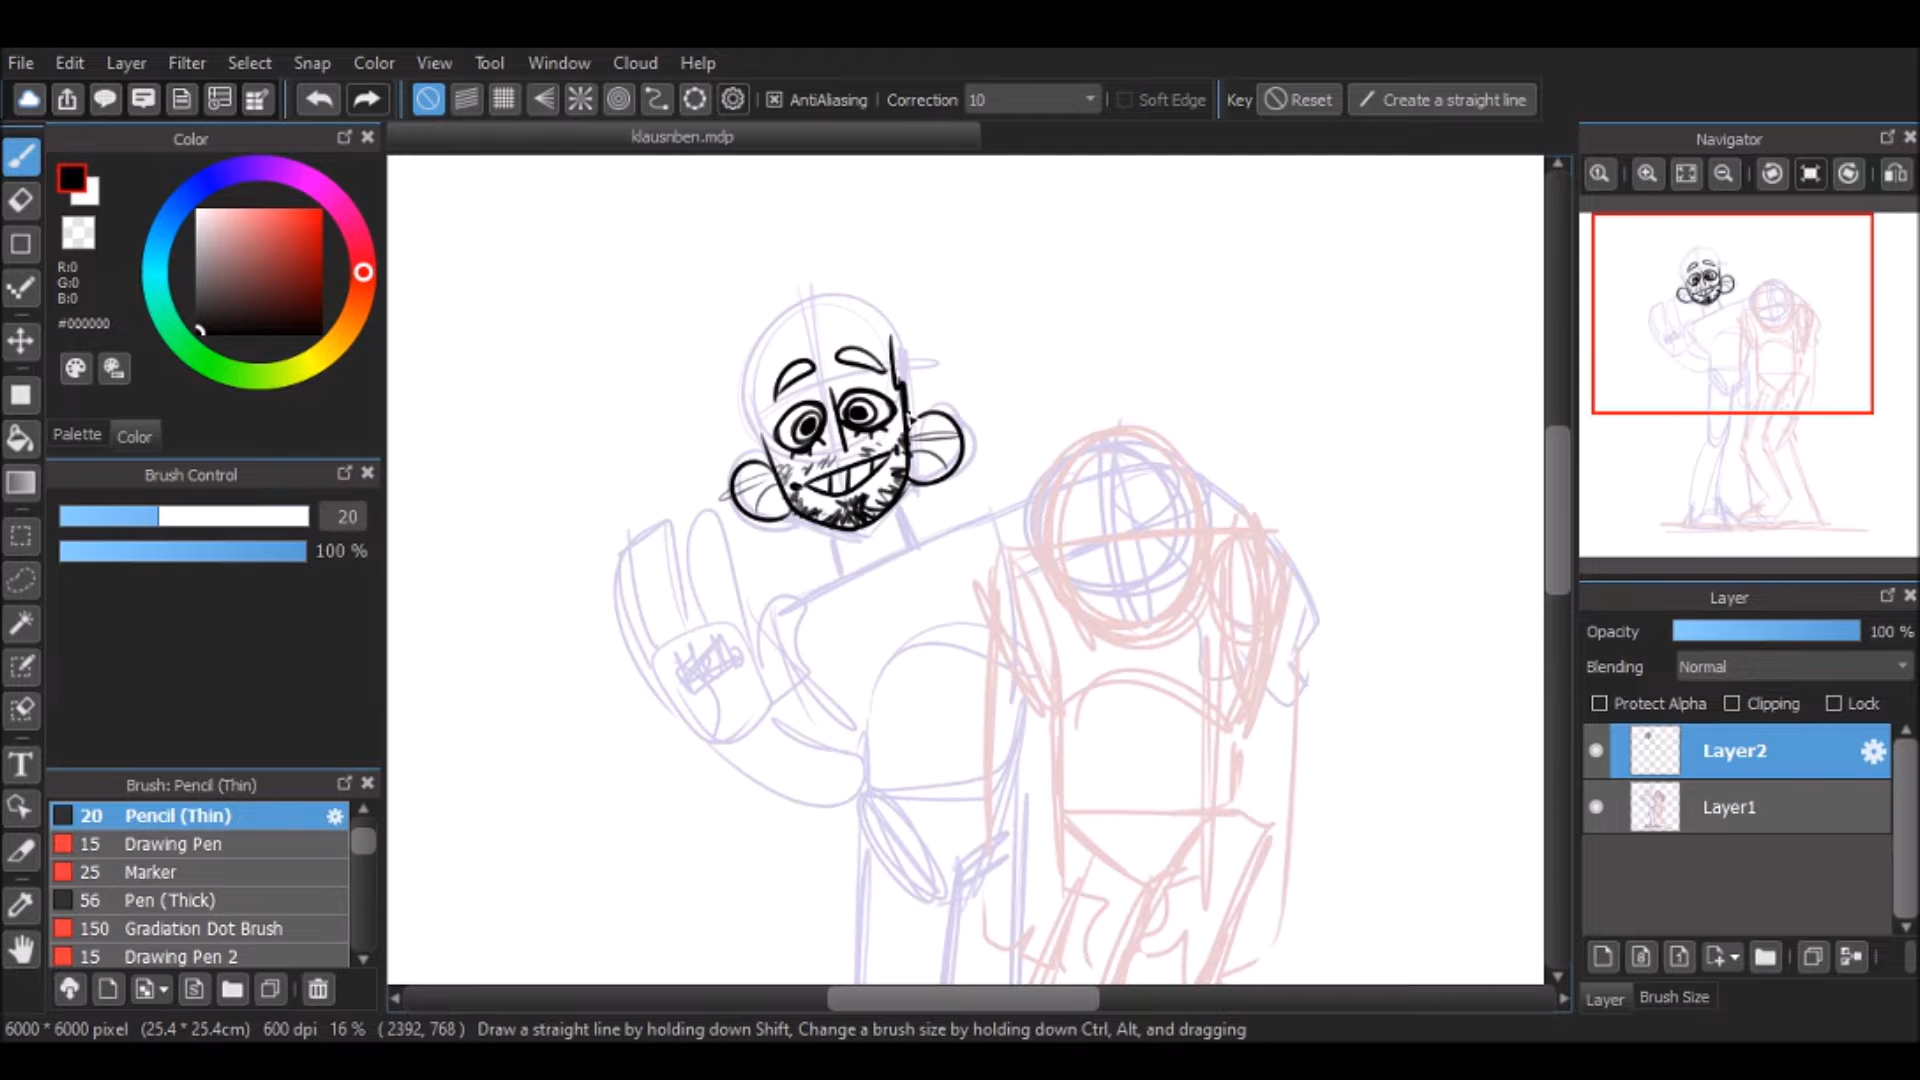 File Edit Layer Filter Select Snap Color View Tool Window Cloud Help
AntiAliasing Correction 10 Soft Edge Key Reset Create a straight line
Color
klausnben.mdp
Navigator
R:0
G:0
B:0
#000000
Palette Color
Brush Control
20
100 %
Brush: Pencil (Thin)
20 Pencil (Thin)
15 Drawing Pen
25 Marker
56 Pen (Thick)
150 Gradiation Dot Brush
15 Drawing Pen 2
Layer
Opacity 100 %
Blending Normal
Protect Alpha Clipping Lock
Layer2
Layer1
Layer Brush Size
6000 * 6000 pixel (25.4 * 25.4cm) 600 dpi 16 % ( 2392, 768 ) Draw a straight line by holding down Shift, Change a brush size by holding down Ctrl, Alt, and dragging